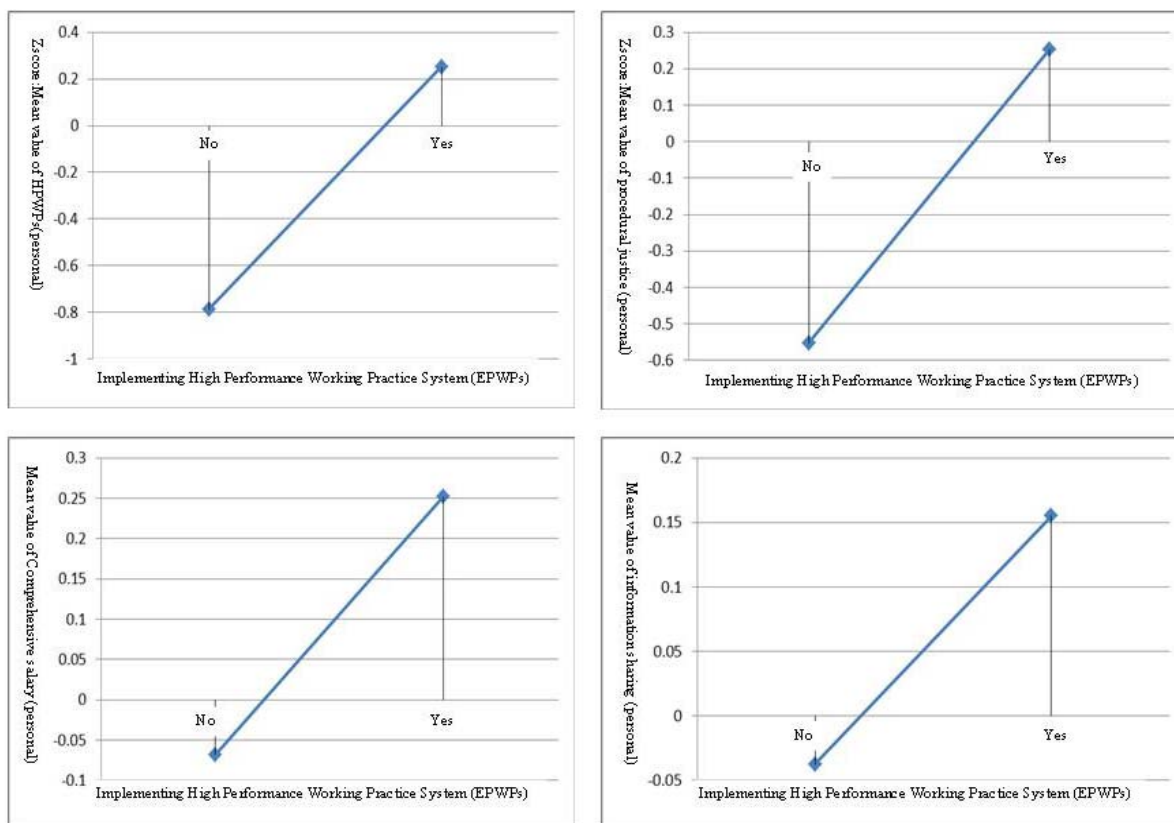 Zscore:Mean value of HPWPs(personal)
0.4
0.2
0
-0.2
-0.4
-0.6
-0.8
-1
No
Yes
Implementing High Performance Working Practice System (EPWPs)
Zscore:Mean value of procedural justice (personal)
0.3
0.2
0.1
0
-0.1
-0.2
-0.3
-0.4
-0.5
-0.6
No
Yes
Implementing High Performance Working Practice System (EPWPs)
Mean value of Comprehensive salary (personal)
0.3
0.25
0.2
0.15
0.1
0.05
0
-0.05
-0.1
No
Yes
Implementing High Performance Working Practice System (EPWPs)
Mean value of information sharing (personal)
0.2
0.15
0.1
0.05
0
-0.05
No
Yes
Implementing High Performance Working Practice System (EPWPs)